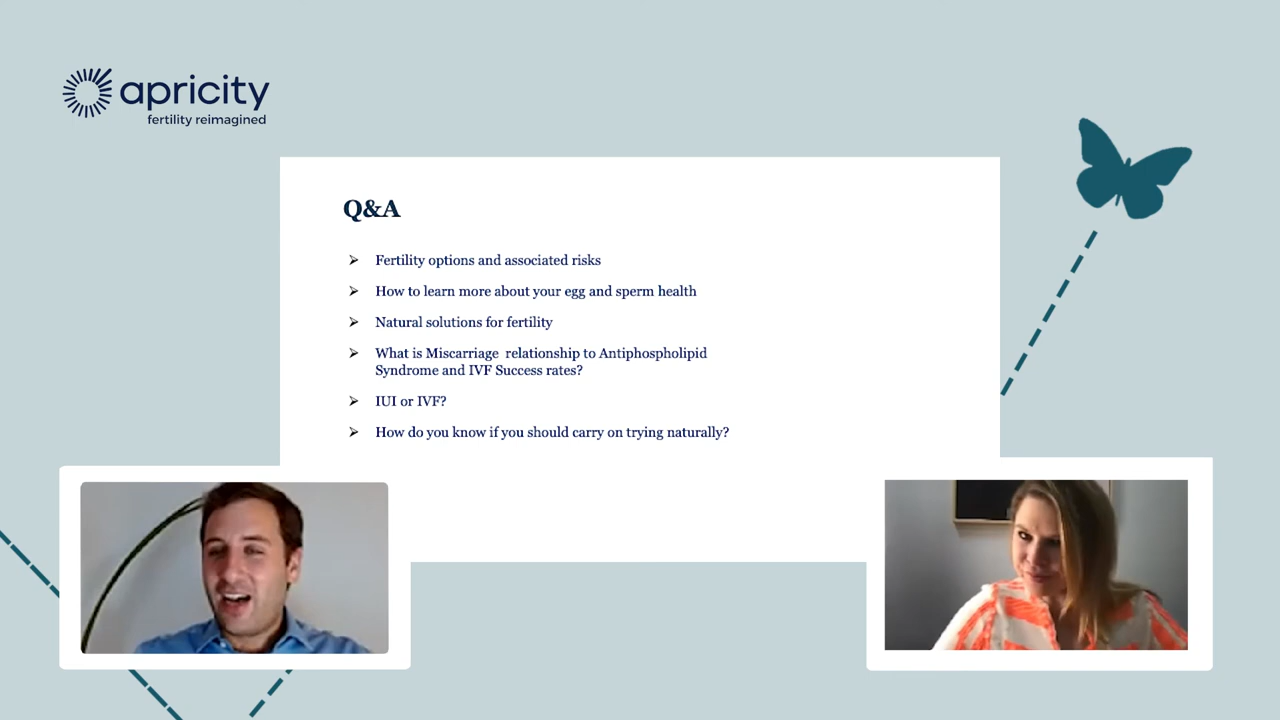 apricity
fertility reimagined
Q&A
Fertility options and associated risks
How to learn more about your egg and sperm health
Natural solutions for fertility
What is Miscarriage  relationship to Antiphospholipid
Syndrome and IVF Success rates?
IUI or IVF?
How do you know if you should carry on trying naturally?